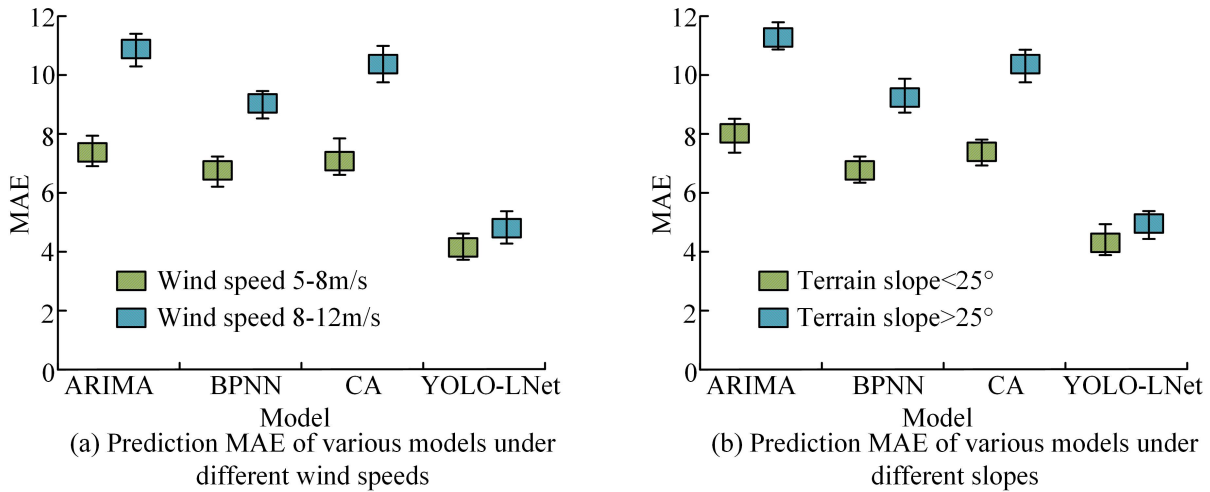 12
10
8
6
4
2
0
MAE
Wind speed 5-8m/s
Wind speed 8-12m/s
ARIMA BPNN CA YOLO-LNet
Model
(a) Prediction MAE of various models under
different wind speeds
12
10
8
6
4
2
0
MAE
Terrain slope<25°
Terrain slope>25°
ARIMA BPNN CA YOLO-LNet
Model
(b) Prediction MAE of various models under
different slopes